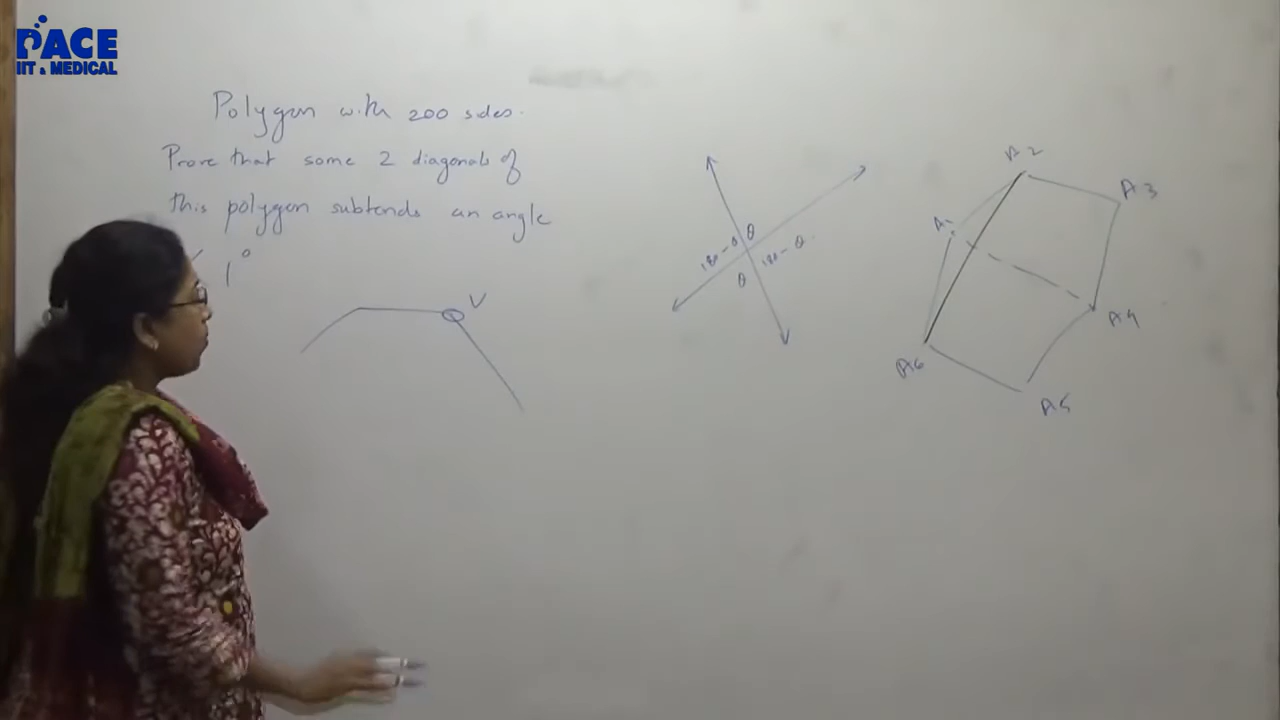 PACE
IIT & MEDICAL
Polygon with 200 sides.
Prove that some 2 diagonals of
this polygon subtends an angle
< 1°
V
θ
180-θ
180-θ
θ
A2
A3
A1
A4
A6
A5